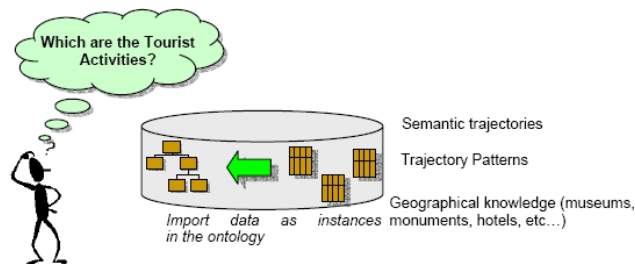 Which are the Tourist
Activities?
?
Semantic trajectories
Trajectory Patterns
Geographical knowledge (museums,
monuments, hotels, etc…)
Import data as instances
in the ontology